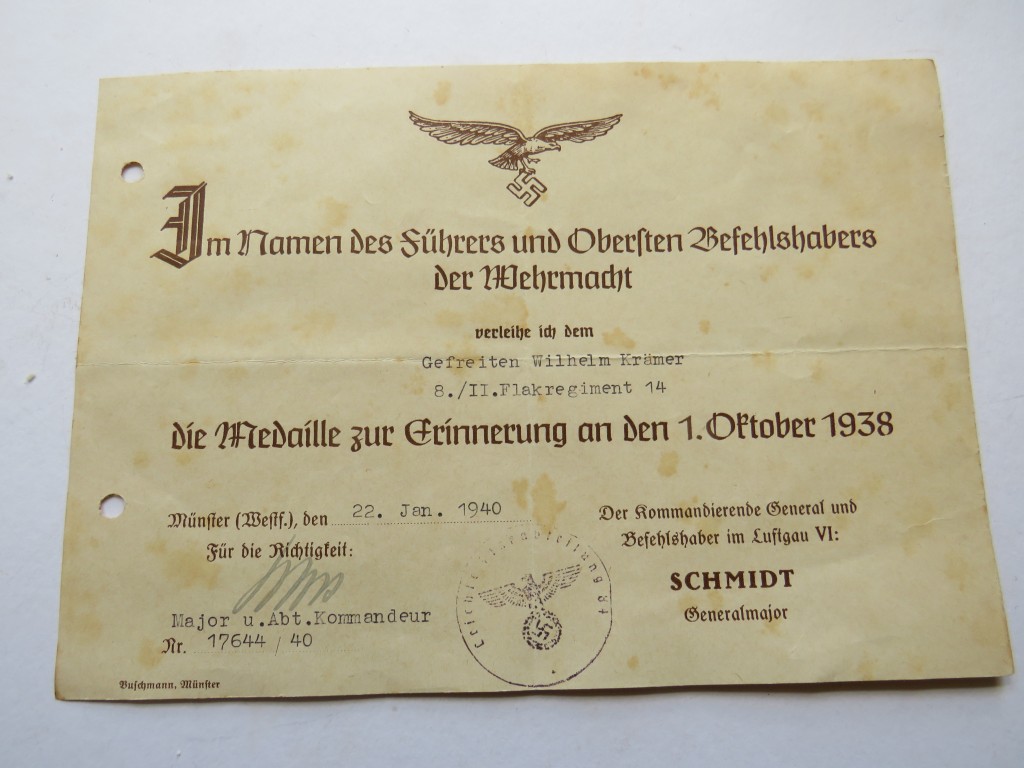 Im Namen des Führers und Obersten Befehlshabers
der Wehrmacht
verleihe ich dem
Gefreiten Wilhelm Krämer
8./II.Flakregiment 14
die Medaille zur Erinnerung an den 1. Oktober 1938
Münster (Westf.), den 22. Jan. 1940
Für die Richtigkeit:
Major u.Abt.Kommandeur
Nr. 17644 / 40
Der Kommandierende General und
Befehlshaber im Luftgau VI:
SCHMIDT
Generalmajor
84
Buschmann, Münster